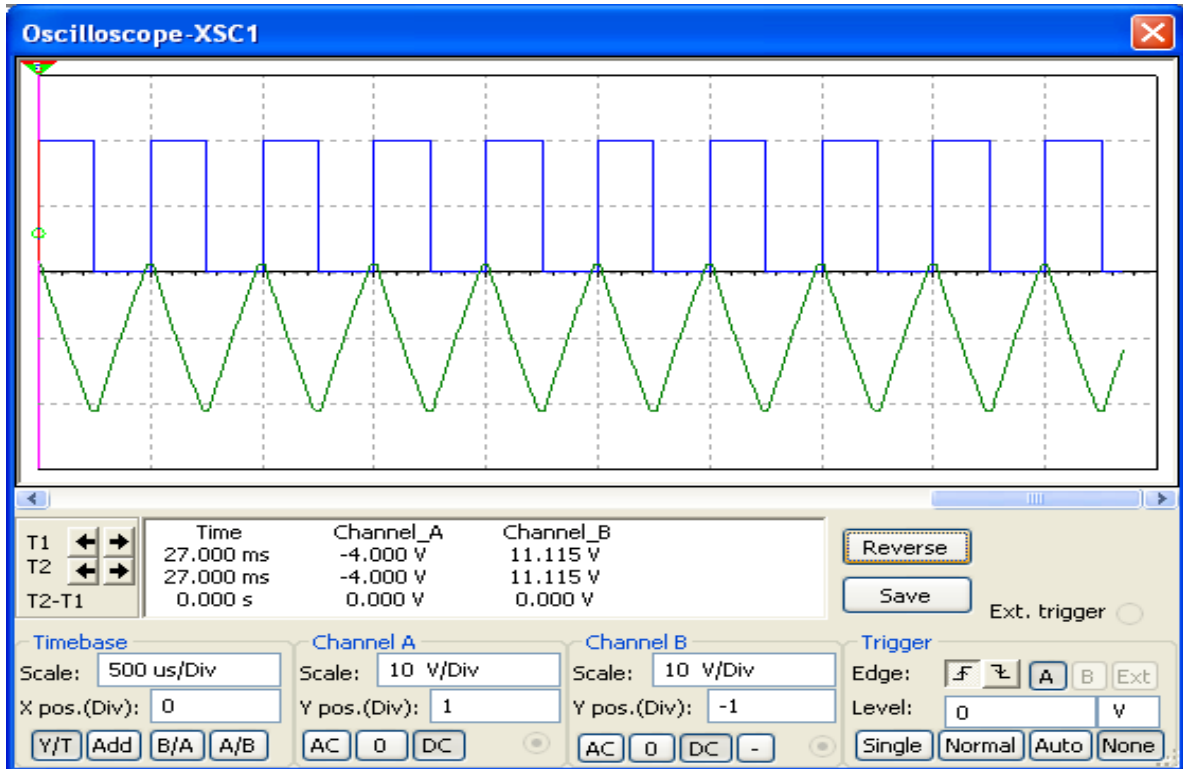 Oscilloscope-XSC1
Time Channel_A Channel_B
T1 27.000 ms -4.000 V 11.115 V
T2 27.000 ms -4.000 V 11.115 V
T2-T1 0.000 s 0.000 V 0.000 V
Reverse
Save
Ext. trigger
Timebase
Scale: 500 us/Div
X pos.(Div): 0
Y/T Add B/A A/B
Channel A
Scale: 10 V/Div
Y pos.(Div): 1
AC 0 DC
Channel B
Scale: 10 V/Div
Y pos.(Div): -1
AC 0 DC -
Trigger
Edge: A B Ext
Level: 0 V
Single Normal Auto None